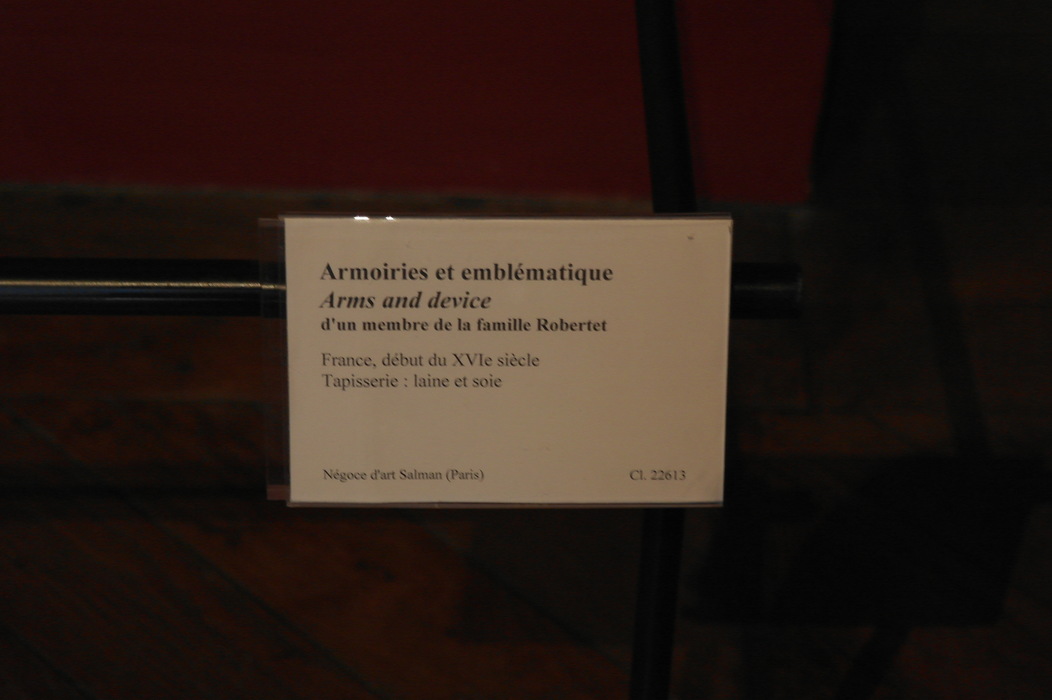 Armoiries et emblématique
Arms and device
d'un membre de la famille Robertet
France, début du XVIe siècle
Tapisserie : laine et soie
Négoce d'art Salman (Paris) Cl. 22613